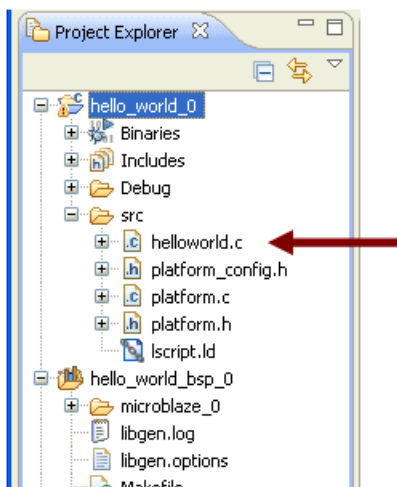 Project Explorer
hello_world_0
Binaries
Includes
Debug
src
helloworld.c
platform_config.h
platform.c
platform.h
lscript.ld
hello_world_bsp_0
microblaze_0
libgen.log
libgen.options
Makefile